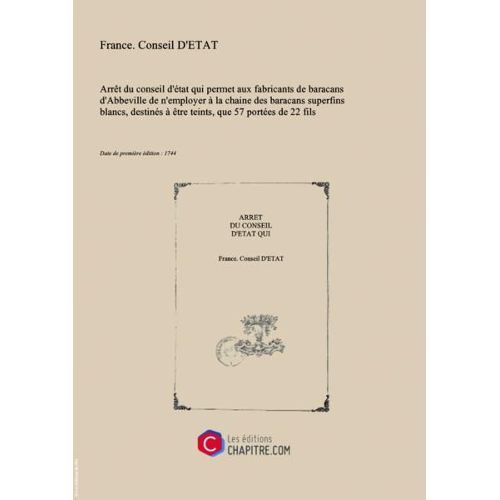 France. Conseil D'ETAT
Arrêt du conseil d'état qui permet aux fabricants de baracans
d'Abbeville de n'employer à la chaine des baracans superfins
blancs, destinés à être teints, que 57 portées de 22 fils
Date de première édition : 1744
ARRET
DU CONSEIL
D'ETAT QUI
France. Conseil D'ETAT
Les éditions
CHAPITRE.COM